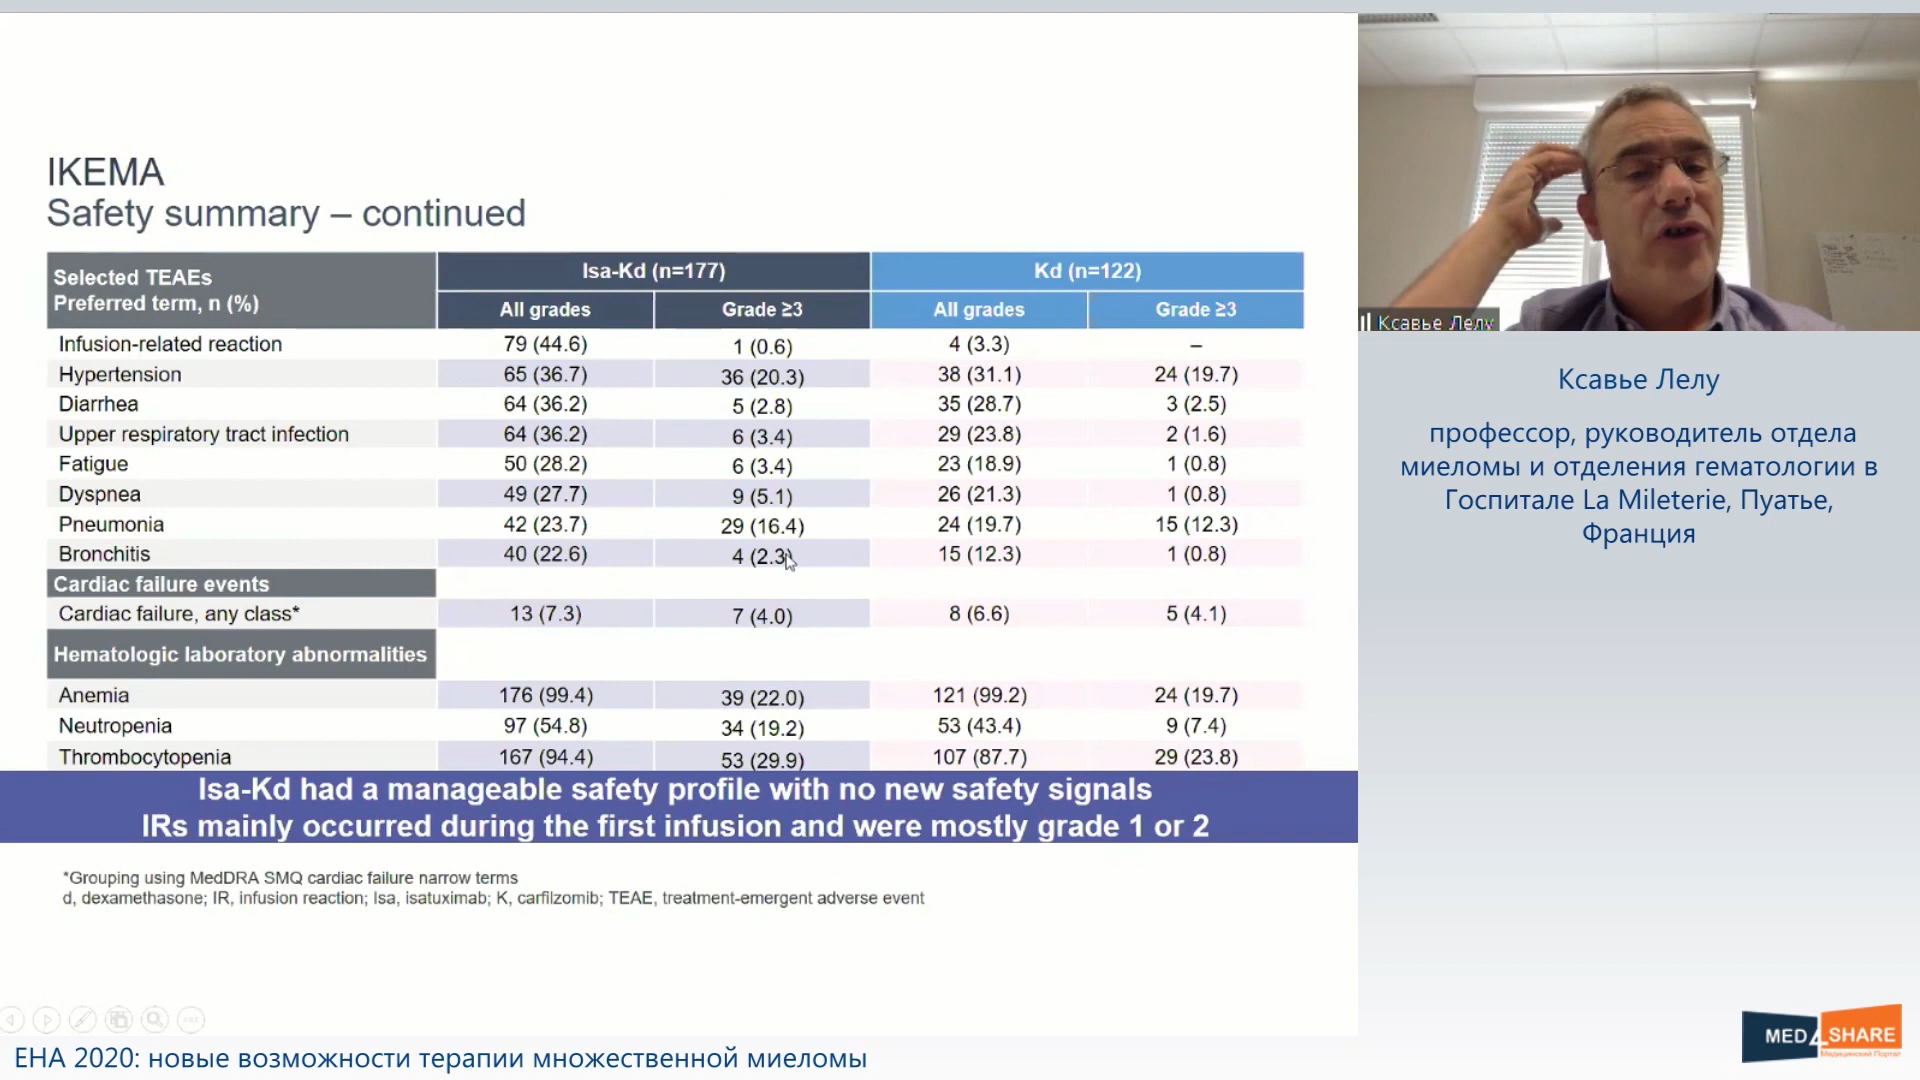 IKEMA
Safety summary – continued
Selected TEAEs
Preferred term, n (%)
Isa-Kd (n=177)
Kd (n=122)
All grades
Grade ≥3
All grades
Grade ≥3
Infusion-related reaction 79 (44.6) 1 (0.6) 4 (3.3) –
Hypertension 65 (36.7) 36 (20.3) 38 (31.1) 24 (19.7)
Diarrhea 64 (36.2) 5 (2.8) 35 (28.7) 3 (2.5)
Upper respiratory tract infection 64 (36.2) 6 (3.4) 29 (23.8) 2 (1.6)
Fatigue 50 (28.2) 6 (3.4) 23 (18.9) 1 (0.8)
Dyspnea 49 (27.7) 9 (5.1) 26 (21.3) 1 (0.8)
Pneumonia 42 (23.7) 29 (16.4) 24 (19.7) 15 (12.3)
Bronchitis 40 (22.6) 4 (2.3) 15 (12.3) 1 (0.8)
Cardiac failure events
Cardiac failure, any class* 13 (7.3) 7 (4.0) 8 (6.6) 5 (4.1)
Hematologic laboratory abnormalities
Anemia 176 (99.4) 39 (22.0) 121 (99.2) 24 (19.7)
Neutropenia 97 (54.8) 34 (19.2) 53 (43.4) 9 (7.4)
Thrombocytopenia 167 (94.4) 53 (29.9) 107 (87.7) 29 (23.8)
Isa-Kd had a manageable safety profile with no new safety signals
IRs mainly occurred during the first infusion and were mostly grade 1 or 2
*Grouping using MedDRA SMQ cardiac failure narrow terms
d, dexamethasone; IR, infusion reaction; Isa, isatuximab; K, carfilzomib; TEAE, treatment-emergent adverse event
Ксавье Лелу
Ксавье Лелу
профессор, руководитель отдела
миеломы и отделения гематологии в
Госпитале La Mileterie, Пуатье,
Франция
MED4SHARE
Медицинский Портал
EHA 2020: новые возможности терапии множественной миеломы